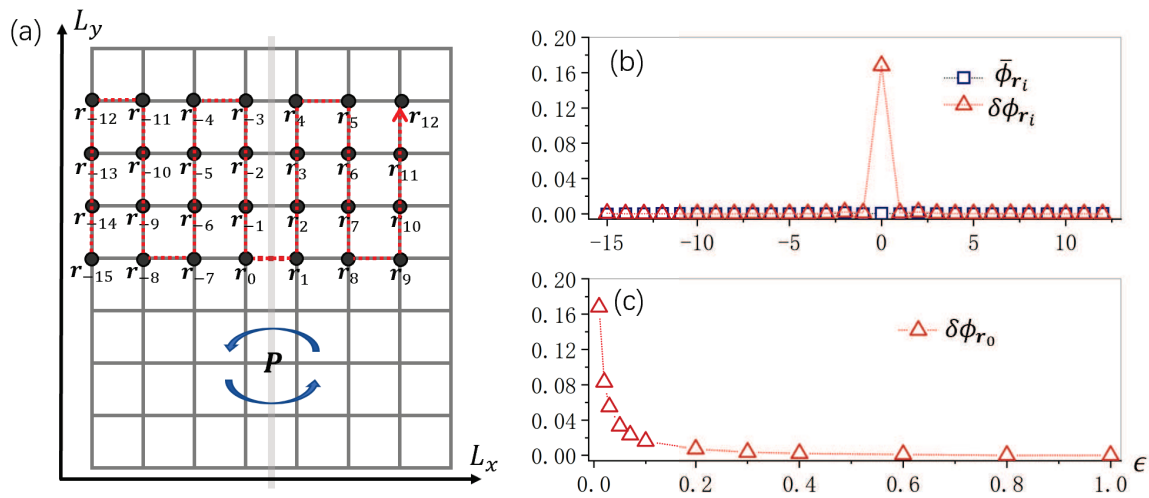 (a)
L_y
r_{-12} r_{-11} r_{-4} r_{-3} r_4 r_5 r_{12}
r_{-13} r_{-10} r_{-5} r_{-2} r_3 r_6 r_{11}
r_{-14} r_{-9} r_{-6} r_{-1} r_2 r_7 r_{10}
r_{-15} r_{-8} r_{-7} r_0 r_1 r_8 r_9
P
L_x
(b)
0.20
0.16
0.12
0.08
0.04
0.00
-15 -10 -5 0 5 10
\bar{ϕ}_{r_i}
δϕ_{r_i}
(c)
0.20
0.16
0.12
0.08
0.04
0.00
0.0 0.2 0.4 0.6 0.8 1.0 ϵ
δϕ_{r_0}